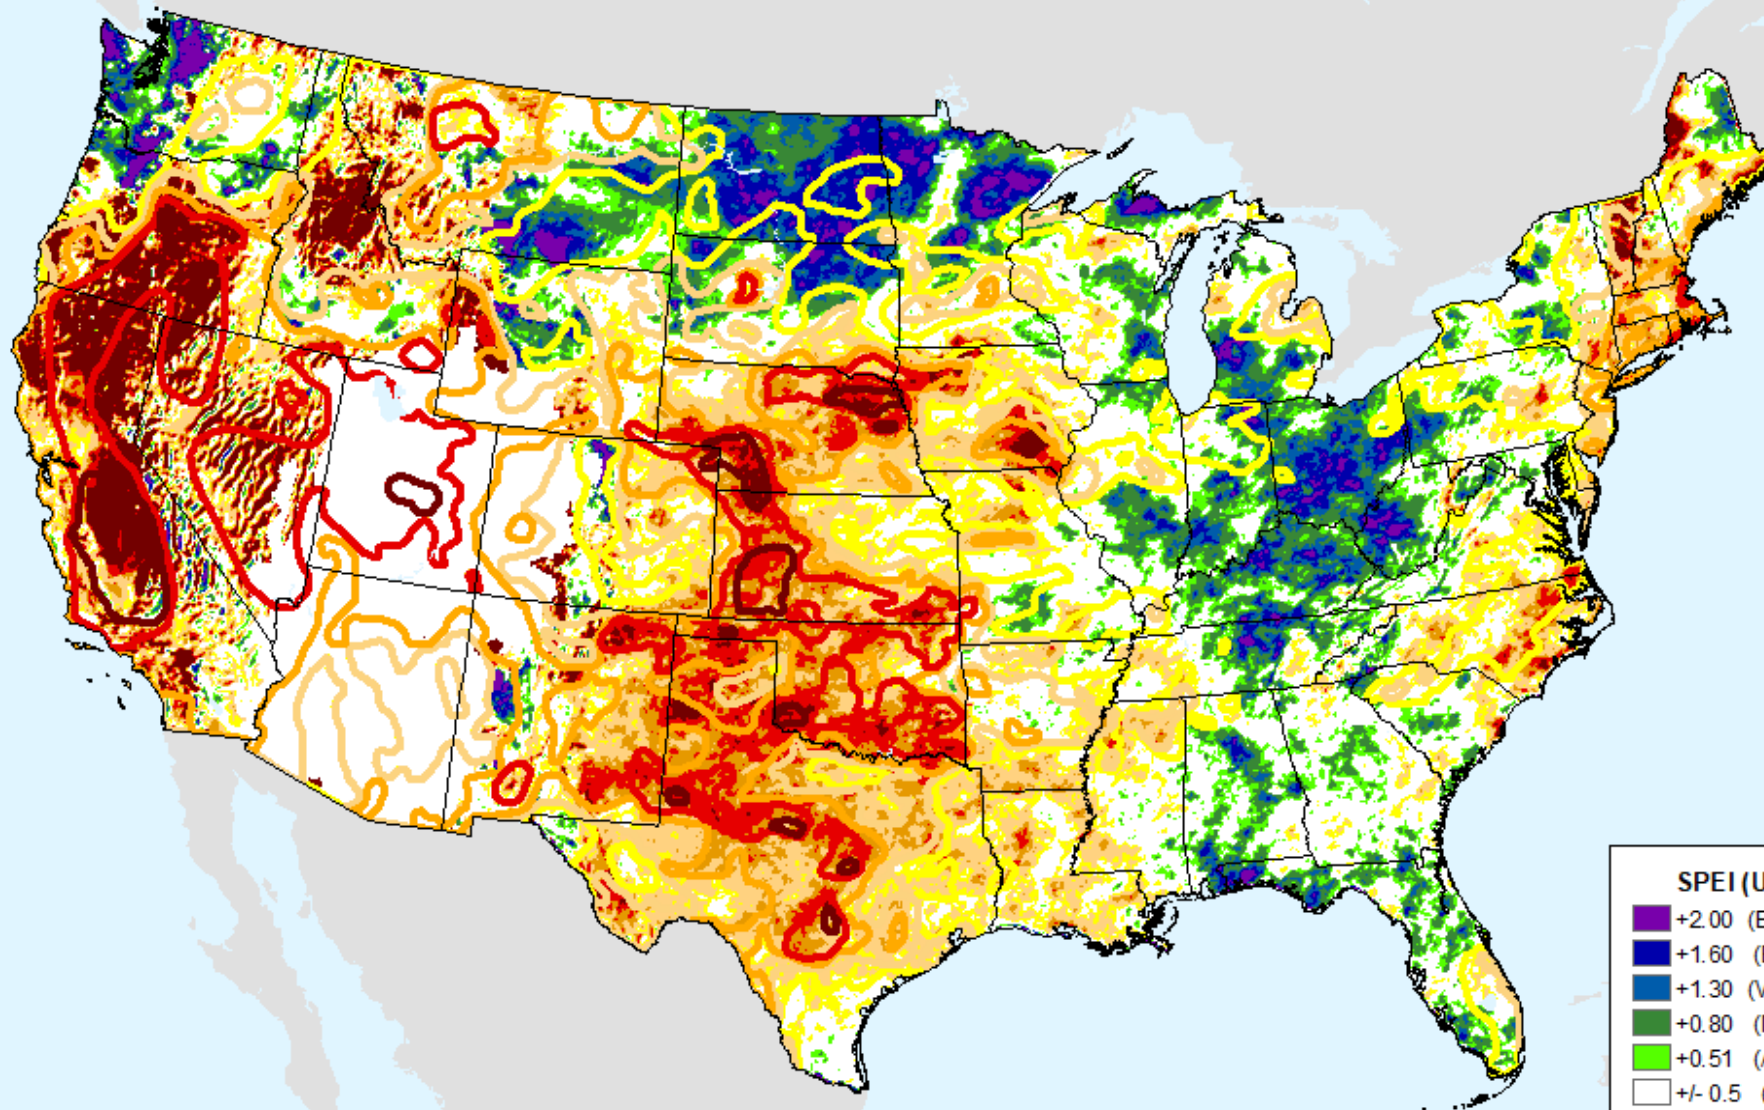 SPEI (U
+2.00 (E
+1.60 (
+1.30 (V
+0.80 (
+0.51 (
+/- 0.5 (